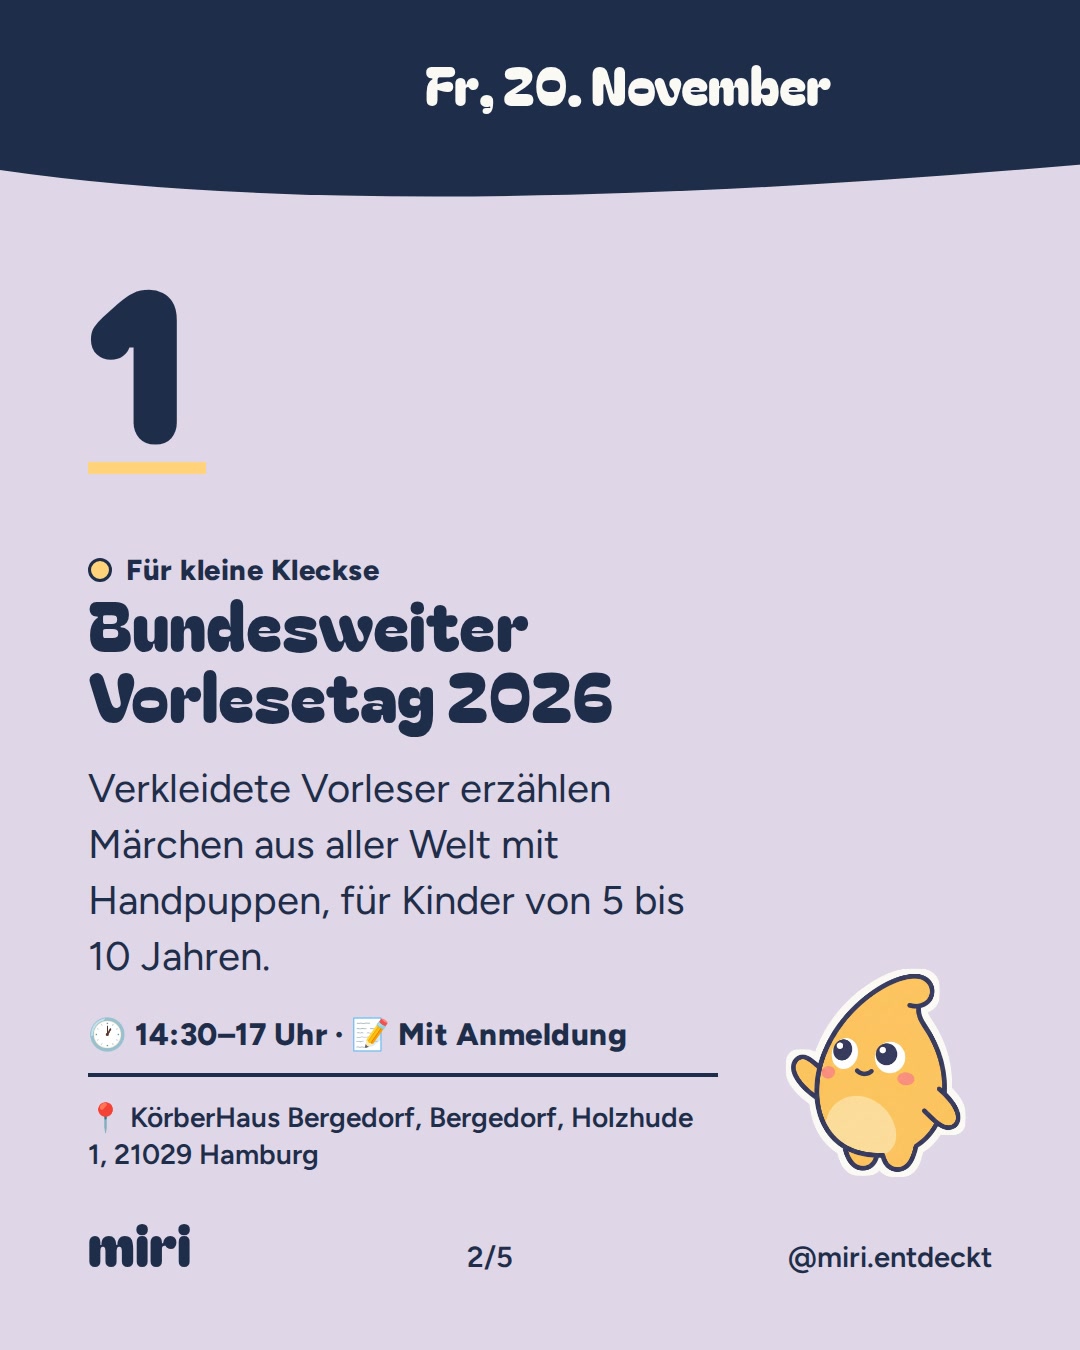 Fr, 20. November
1
Für kleine Kleckse
Bundesweiter
Vorlesetag 2026
Verkleidete Vorleser erzählen
Märchen aus aller Welt mit
Handpuppen, für Kinder von 5 bis
10 Jahren.
🕐 14:30–17 Uhr · 📝 Mit Anmeldung
📍 KörberHaus Bergedorf, Bergedorf, Holzhude
1, 21029 Hamburg
miri
2/5
@miri.entdeckt